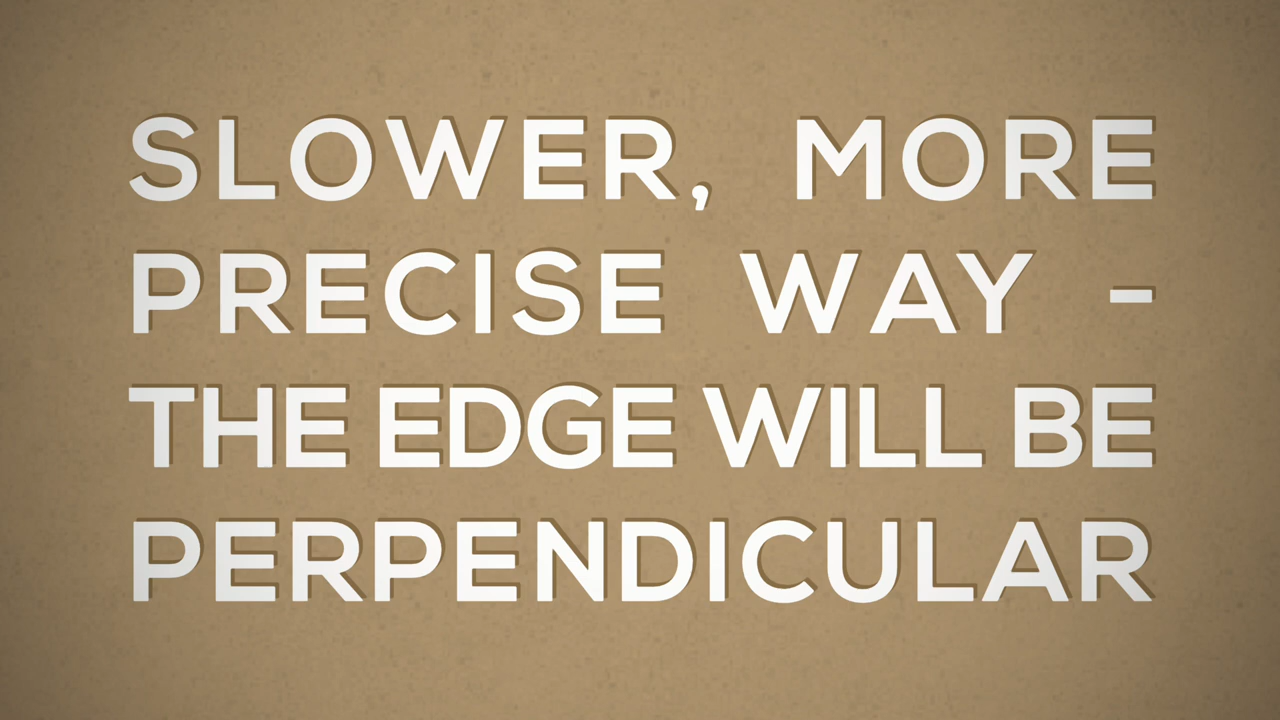 SLOWER, MORE
PRECISE WAY -
THE EDGE WILL BE
PERPENDICULAR